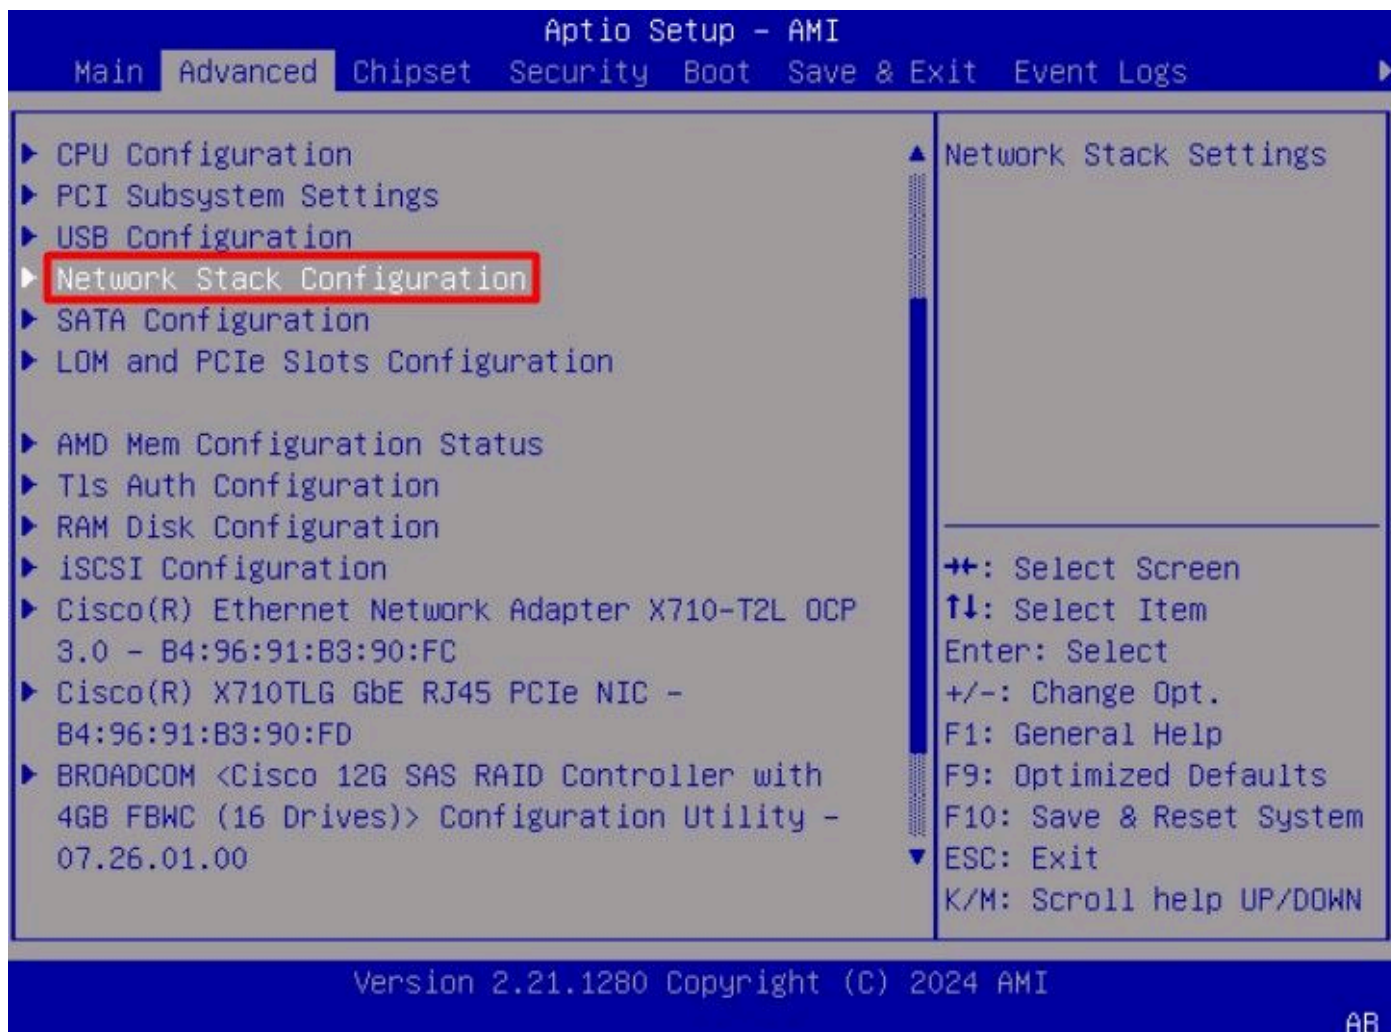 Aptio Setup – AMI
Main Advanced Chipset Security Boot Save & Exit Event Logs
CPU Configuration
PCI Subsystem Settings
USB Configuration
Network Stack Configuration
SATA Configuration
LOM and PCIe Slots Configuration
AMD Mem Configuration Status
Tls Auth Configuration
RAM Disk Configuration
iSCSI Configuration
Cisco(R) Ethernet Network Adapter X710-T2L OCP
3.0 – B4:96:91:B3:90:FC
Cisco(R) X710TLG GbE RJ45 PCIe NIC –
B4:96:91:B3:90:FD
BROADCOM <Cisco 12G SAS RAID Controller with
4GB FBWC (16 Drives)> Configuration Utility –
07.26.01.00
Network Stack Settings
→←: Select Screen
↑↓: Select Item
Enter: Select
+/-: Change Opt.
F1: General Help
F9: Optimized Defaults
F10: Save & Reset System
ESC: Exit
K/M: Scroll help UP/DOWN
Version 2.21.1280 Copyright (C) 2024 AMI
AB